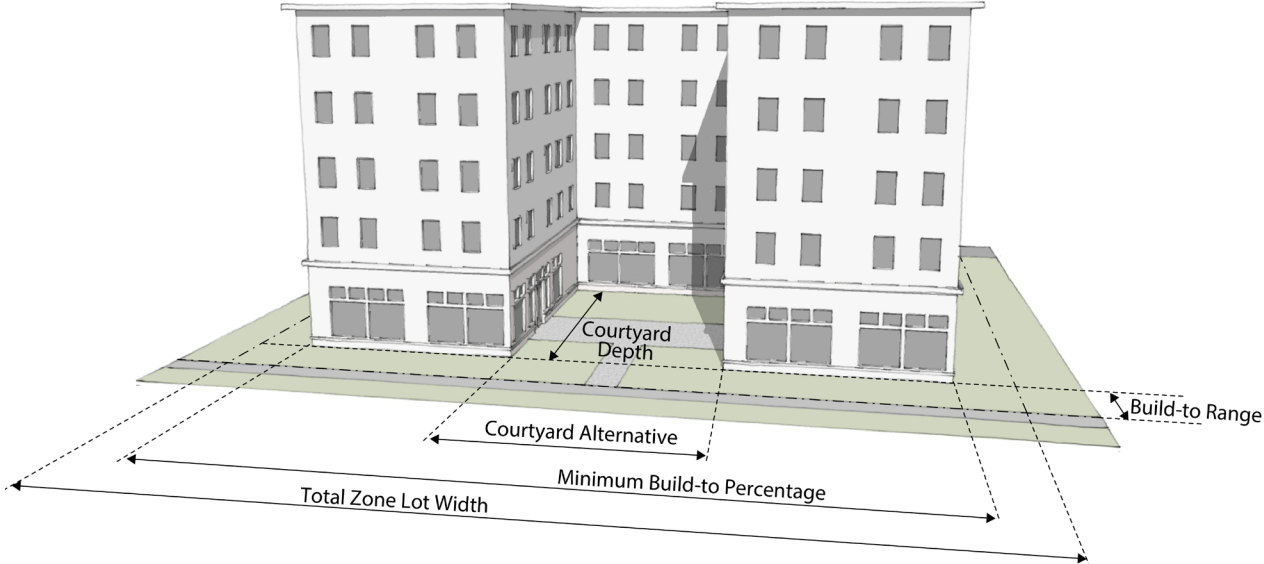 Courtyard
Depth
Build-to Range
Courtyard Alternative
Minimum Build-to Percentage
Total Zone Lot Width